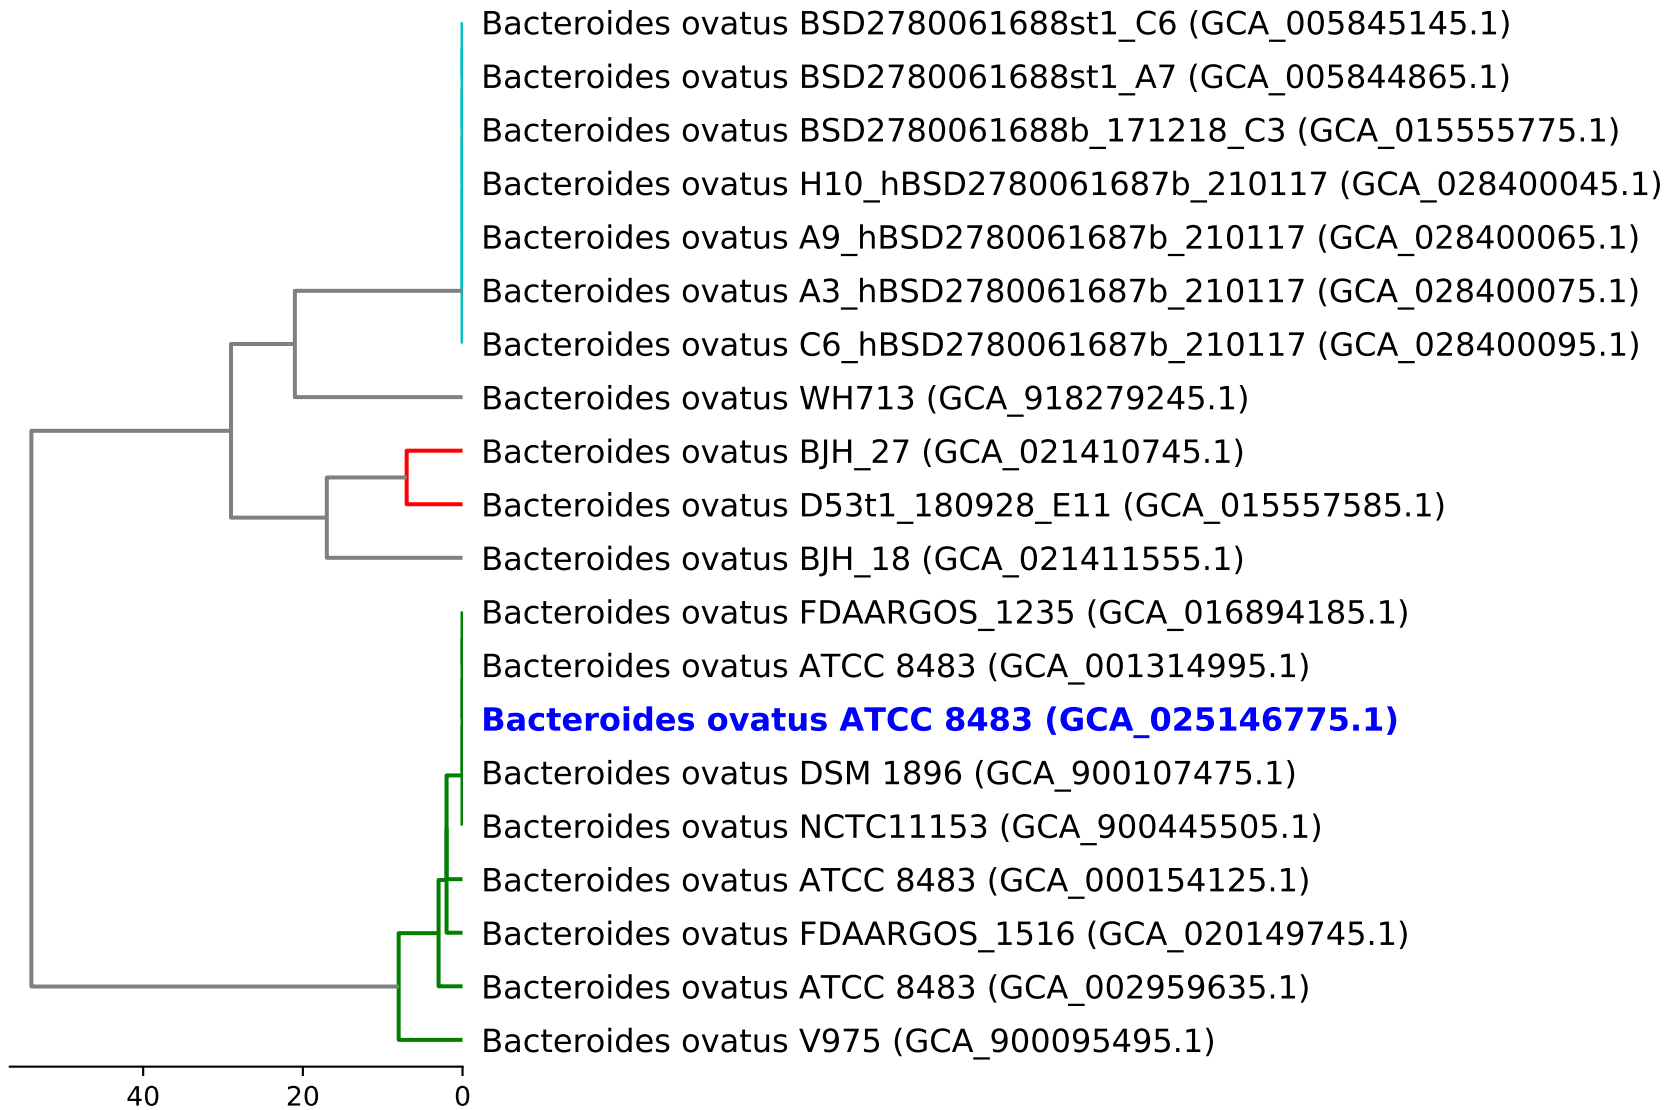 Bacteroides ovatus BSD2780061688st1_C6 (GCA_005845145.1)
Bacteroides ovatus BSD2780061688st1_A7 (GCA_005844865.1)
Bacteroides ovatus BSD2780061688b_171218_C3 (GCA_015555775.1)
Bacteroides ovatus H10_hBSD2780061687b_210117 (GCA_028400045.1)
Bacteroides ovatus A9_hBSD2780061687b_210117 (GCA_028400065.1)
Bacteroides ovatus A3_hBSD2780061687b_210117 (GCA_028400075.1)
Bacteroides ovatus C6_hBSD2780061687b_210117 (GCA_028400095.1)
Bacteroides ovatus WH713 (GCA_918279245.1)
Bacteroides ovatus BJH_27 (GCA_021410745.1)
Bacteroides ovatus D53t1_180928_E11 (GCA_015557585.1)
Bacteroides ovatus BJH_18 (GCA_021411555.1)
Bacteroides ovatus FDAARGOS_1235 (GCA_016894185.1)
Bacteroides ovatus ATCC 8483 (GCA_001314995.1)
Bacteroides ovatus ATCC 8483 (GCA_025146775.1)
Bacteroides ovatus DSM 1896 (GCA_900107475.1)
Bacteroides ovatus NCTC11153 (GCA_900445505.1)
Bacteroides ovatus ATCC 8483 (GCA_000154125.1)
Bacteroides ovatus FDAARGOS_1516 (GCA_020149745.1)
Bacteroides ovatus ATCC 8483 (GCA_002959635.1)
Bacteroides ovatus V975 (GCA_900095495.1)
40 20 0